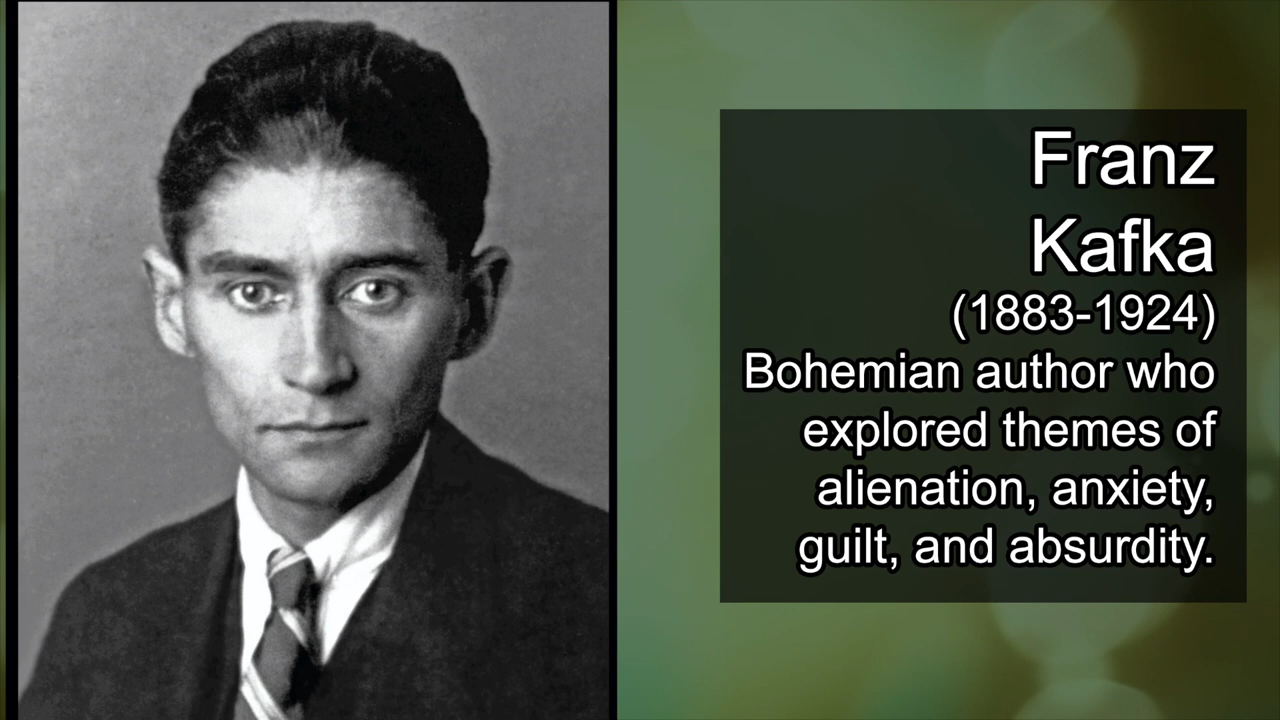 Franz
Kafka
(1883-1924)
Bohemian author who
explored themes of
alienation, anxiety,
guilt, and absurdity.